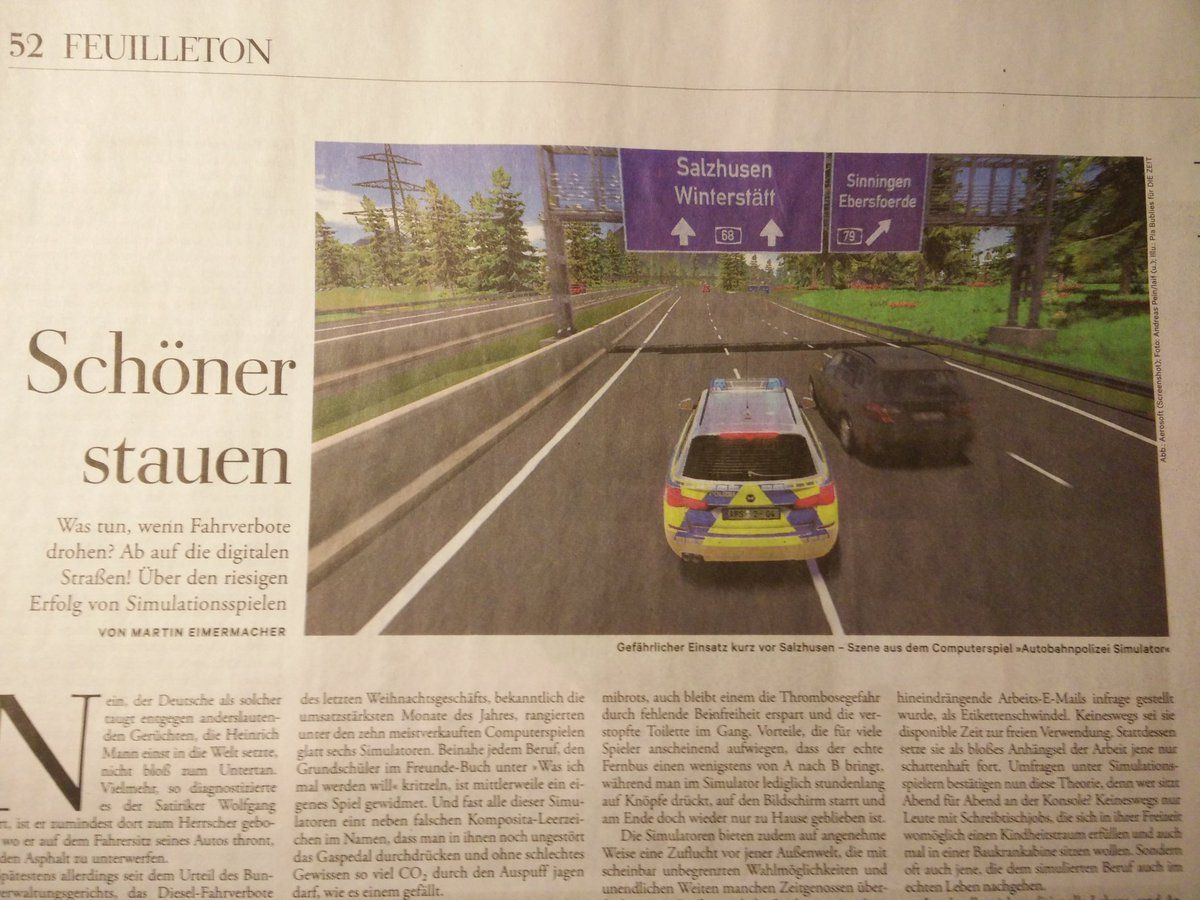 52 FEUILLETON
Salzhusen
Winterstätt
68
Sinningen
Ebersfoerde
79
Abb.: Aerosoft (Screenshot); Foto: Andreas Pein/laif (u.); Illu.: Pia Bublies für DIE ZEIT
Schöner
stauen
Was tun, wenn Fahrverbote
drohen? Ab auf die digitalen
Straßen! Über den riesigen
Erfolg von Simulationsspielen
VON MARTIN EIMERMACHER
Gefährlicher Einsatz kurz vor Salzhusen – Szene aus dem Computerspiel »Autobahnpolizei Simulator«
Nein, der Deutsche als solcher
taugt entgegen anderslauten-
den Gerüchten, die Heinrich
Mann einst in die Welt setzte,
nicht bloß zum Untertan.
Vielmehr, so diagnostizierte
es der Satiriker Wolfgang
ist er zumindest dort zum Herrscher gebo-
wo er auf dem Fahrersitz seines Autos thront,
den Asphalt zu unterwerfen.
Spätestens allerdings seit dem Urteil des Bun-
erwaltungsgerichts, das Diesel-Fahrverbote
des letzten Weihnachtsgeschäfts, bekanntlich die
umsatzstärksten Monate des Jahres, rangierten
unter den zehn meistverkauften Computerspielen
glatt sechs Simulatoren. Beinahe jedem Beruf, den
Grundschüler im Freunde-Buch unter »Was ich
mal werden will« kritzeln, ist mittlerweile ein ei-
genes Spiel gewidmet. Und fast alle dieser Simu-
latoren eint neben falschen Komposita-Leerzei-
chen im Namen, dass man in ihnen noch ungestört
das Gaspedal durchdrücken und ohne schlechtes
Gewissen so viel CO₂ durch den Auspuff jagen
darf, wie es einem gefällt.
mibrots, auch bleibt einem die Thrombosegefahr
durch fehlende Beinfreiheit erspart und die ver-
stopfte Toilette im Gang. Vorteile, die für viele
Spieler anscheinend aufwiegen, dass der echte
Fernbus einen wenigstens von A nach B bringt,
während man im Simulator lediglich stundenlang
auf Knöpfe drückt, auf den Bildschirm starrt und
am Ende doch wieder nur zu Hause geblieben ist.
Die Simulatoren bieten zudem auf angenehme
Weise eine Zuflucht vor jener Außenwelt, die mit
scheinbar unbegrenzten Wahlmöglichkeiten und
unendlichen Weiten manchen Zeitgenossen über-
hineindrängende Arbeits-E-Mails infrage gestellt
wurde, als Etikettenschwindel. Keineswegs sei sie
disponible Zeit zur freien Verwendung. Stattdessen
setze sie als bloßes Anhängsel der Arbeit jene nur
schattenhaft fort. Umfragen unter Simulations-
spielern bestätigen nun diese Theorie, denn wer sitzt
Abend für Abend an der Konsole? Keineswegs nur
Leute mit Schreibtischjobs, die sich in ihrer Freizeit
womöglich einen Kindheitstraum erfüllen und auch
mal in einer Baukrankabine sitzen wollen. Sondern
oft auch jene, die dem simulierten Beruf auch im
echten Leben nachgehen.